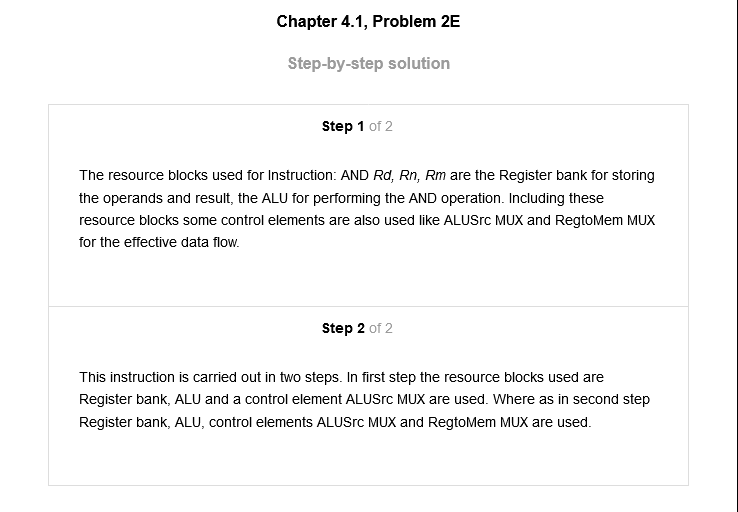 Chapter 4.1, Problem 2E
Step-by-step solution
Step 1 of 2
The resource blocks used for Instruction: AND Rd, Rn, Rm are the Register bank for storing
the operands and result, the ALU for performing the AND operation. Including these
resource blocks some control elements are also used like ALUSrc MUX and RegtoMem MUX
for the effective data flow.
Step 2 of 2
This instruction is carried out in two steps. In first step the resource blocks used are
Register bank, ALU and a control element ALUSrc MUX are used. Where as in second step
Register bank, ALU, control elements ALUSrc MUX and RegtoMem MUX are used.